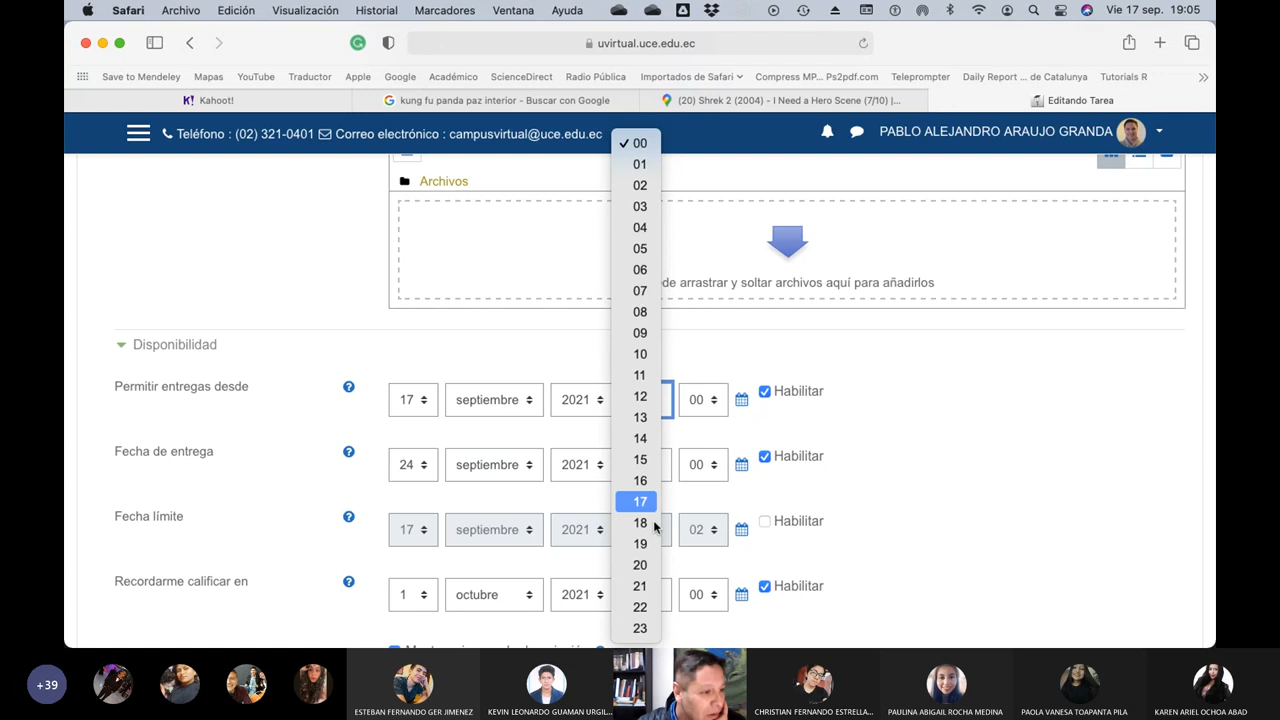 Safari Archivo Edición Visualización Historial Marcadores Ventana Ayuda Vie 17 sep. 19:05
uvirtual.uce.edu.ec
Save to Mendeley Mapas YouTube Traductor Apple Google Académico ScienceDirect Radio Pública Importados de Safari Compress MP... Ps2pdf.com Teleprompter Daily Report ... de Catalunya Tutorials R
Kahoot! kung fu panda paz interior - Buscar con Google (20) Shrek 2 (2004) - I Need a Hero Scene (7/10) |... Editando Tarea
Teléfono : (02) 321-0401 Correo electrónico : campusvirtual@uce.edu.ec PABLO ALEJANDRO ARAUJO GRANDA
00
01
02
03
04
05
06
07
08
09
10
11
12
13
14
15
16
17
18
19
20
21
22
23
Archivos
de arrastrar y soltar archivos aquí para añadirlos
Disponibilidad
Permitir entregas desde 17 septiembre 2021 00 Habilitar
Fecha de entrega 24 septiembre 2021 00 Habilitar
Fecha límite 17 septiembre 2021 02 Habilitar
Recordarme calificar en 1 octubre 2021 00 Habilitar
+39 ESTEBAN FERNANDO GER JIMENEZ KEVIN LEONARDO GUAMAN URGIL... CHRISTIAN FERNANDO ESTRELLA... PAULINA ABIGAIL ROCHA MEDINA PAOLA VANESA TOAPANTA PILA KAREN ARIEL OCHOA ABAD